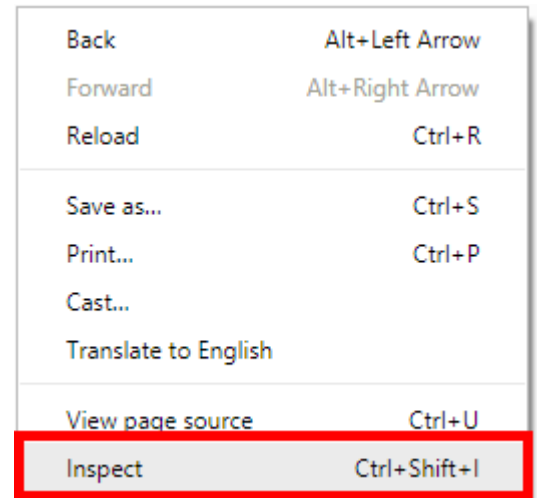 Back Alt+Left Arrow
Forward Alt+Right Arrow
Reload Ctrl+R
Save as... Ctrl+S
Print... Ctrl+P
Cast...
Translate to English
View page source Ctrl+U
Inspect Ctrl+Shift+I